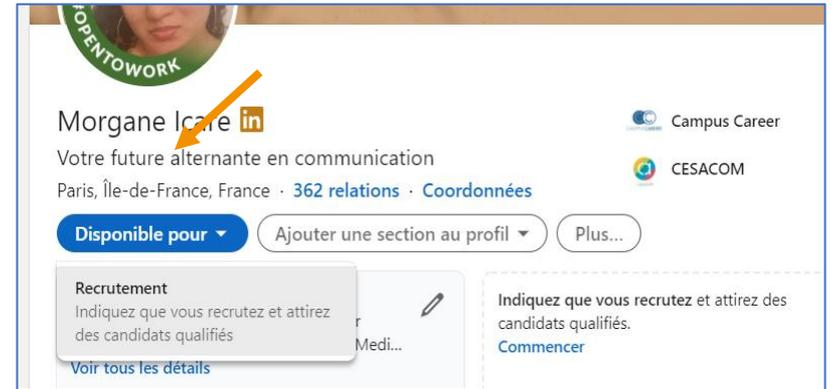 #OPENTOWORK
Morgane Icare in
Votre future alternante en communication
Paris, Île-de-France, France · 362 relations · Coordonnées
Campus Career
CESACOM
Disponible pour
Ajouter une section au profil
Plus...
Recrutement
Indiquez que vous recrutez et attirez
des candidats qualifiés
r
Medi...
Voir tous les détails
Indiquez que vous recrutez et attirez des
candidats qualifiés.
Commencer